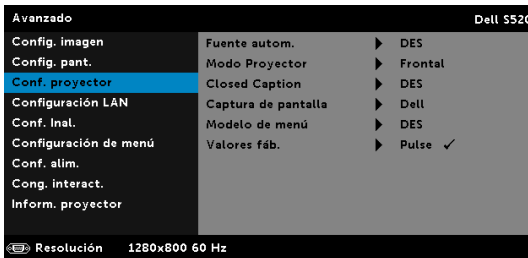 Avanzado Dell S520
Config. imagen
Config. pant.
Conf. proyector
Configuración LAN
Conf. Inal.
Configuración de menú
Conf. alim.
Cong. interact.
Inform. proyector
Fuente autom. DES
Modo Proyector Frontal
Closed Caption DES
Captura de pantalla Dell
Modelo de menú DES
Valores fáb. Pulse ✓
Resolución 1280x800 60 Hz